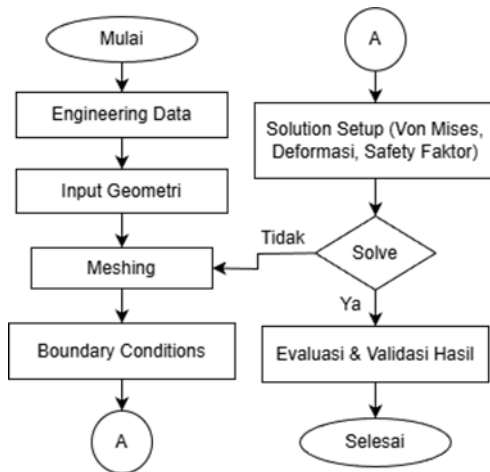 Mulai
Engineering Data
Input Geometri
Meshing
Boundary Conditions
A
A
Solution Setup (Von Mises,
Deformasi, Safety Faktor)
Solve
Tidak
Ya
Evaluasi & Validasi Hasil
Selesai